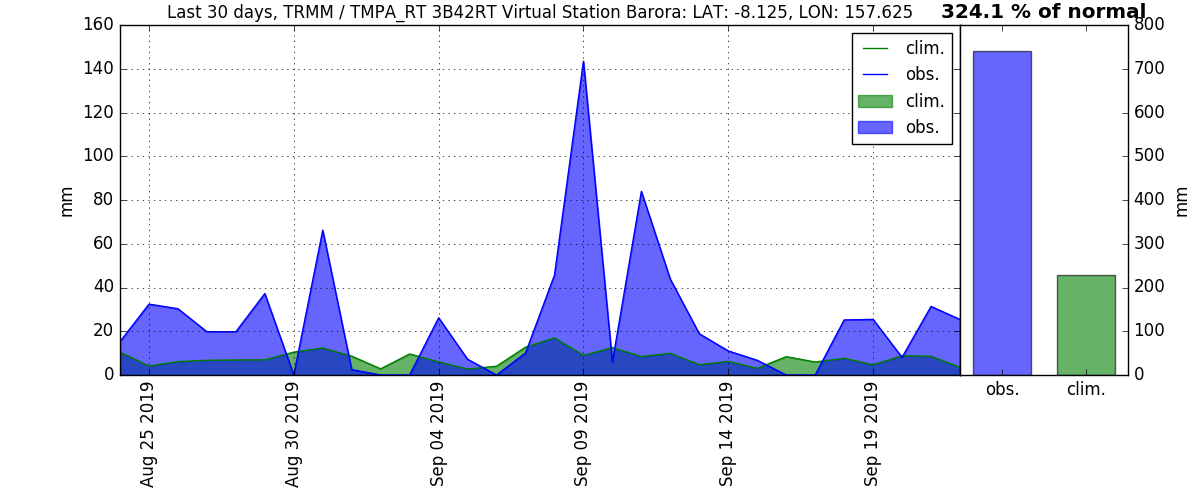 Last 30 days, TRMM / TMPA_RT 3B42RT Virtual Station Barora: LAT: -8.125, LON: 157.625
324.1 % of normal
160
140
120
100
80
60
40
20
0
mm
clim.
obs.
clim.
obs.
Aug 25 2019
Aug 30 2019
Sep 04 2019
Sep 09 2019
Sep 14 2019
Sep 19 2019
800
700
600
500
400
300
200
100
0
mm
obs.
clim.